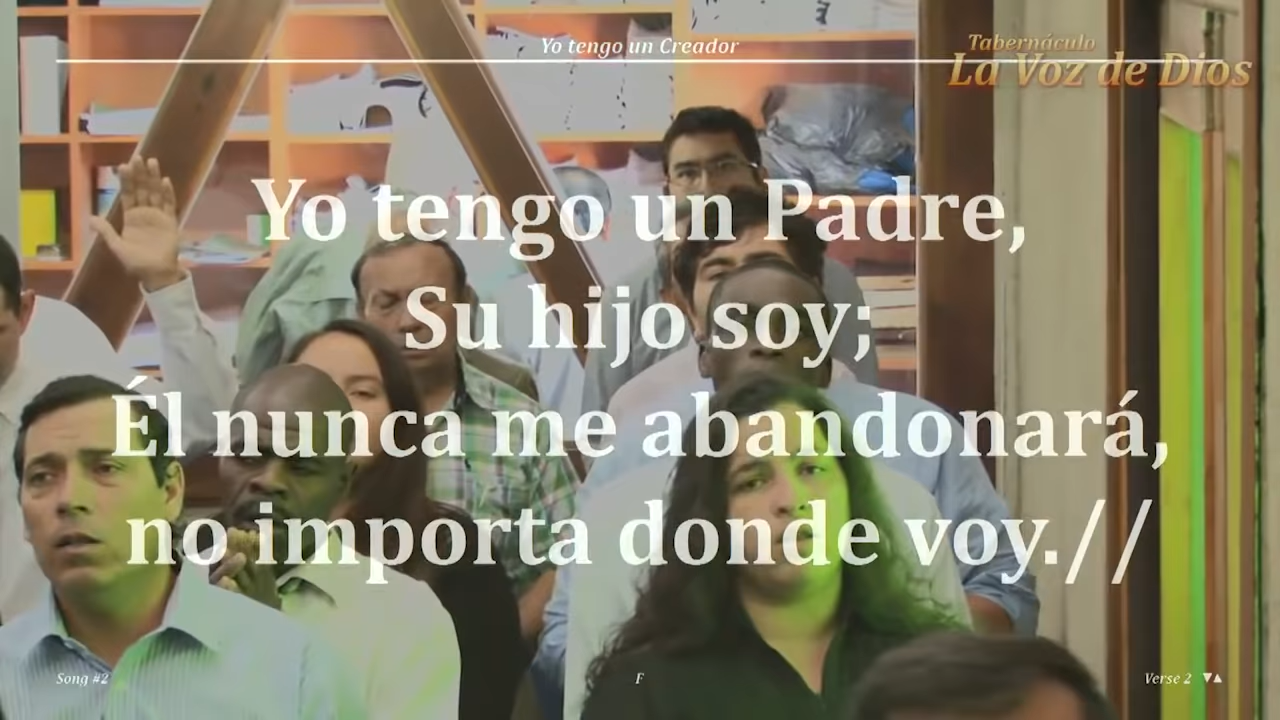 Yo tengo un Creador
Tabernáculo
La Voz de Dios
Yo tengo un Padre,
Su hijo soy;
Él nunca me abandonará,
no importa donde voy.//
Song #2
F
Verse 2 ▼▲